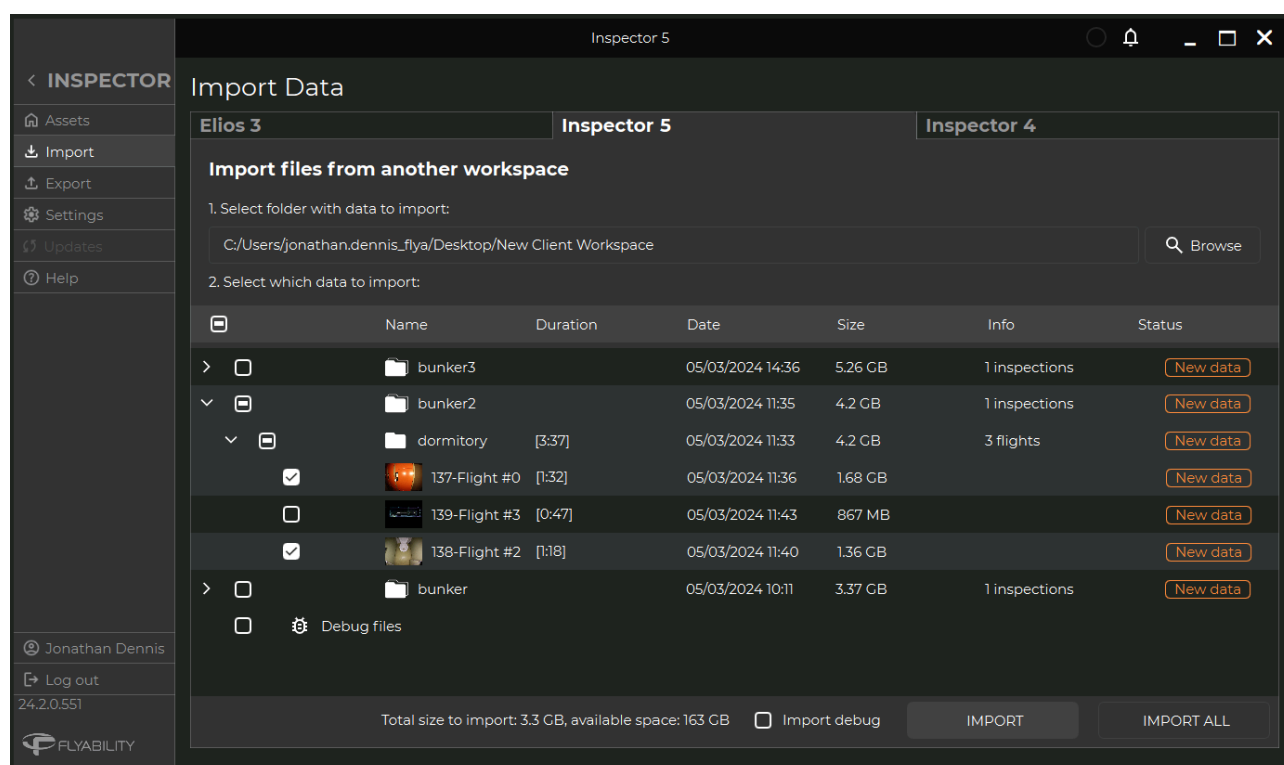 Inspector 5
INSPECTOR
Assets
Import
Export
Settings
Updates
Help
Jonathan Dennis
Log out
24.2.0.551
FLYABILITY
Import Data
Elios 3 Inspector 5 Inspector 4
Import files from another workspace
1. Select folder with data to import:
C:/Users/jonathan.dennis_flya/Desktop/New Client Workspace Browse
2. Select which data to import:
Name Duration Date Size Info Status
bunker3 05/03/2024 14:36 5.26 GB 1 inspections New data
bunker2 05/03/2024 11:35 4.2 GB 1 inspections New data
dormitory [3:37] 05/03/2024 11:33 4.2 GB 3 flights New data
137-Flight #0 [1:32] 05/03/2024 11:36 1.68 GB New data
139-Flight #3 [0:47] 05/03/2024 11:43 867 MB New data
138-Flight #2 [1:18] 05/03/2024 11:40 1.36 GB New data
bunker 05/03/2024 10:11 3.37 GB 1 inspections New data
Debug files
Total size to import: 3.3 GB, available space: 163 GB Import debug IMPORT IMPORT ALL